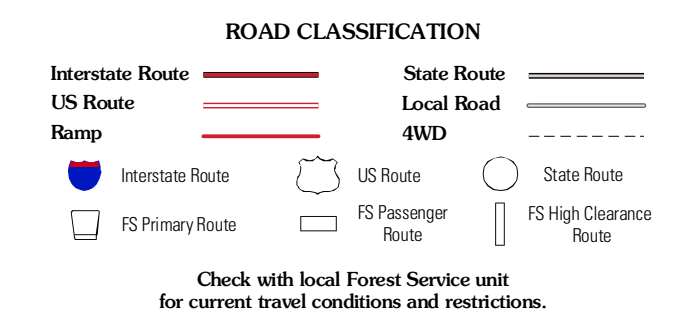 ROAD CLASSIFICATION
Interstate Route
State Route
US Route
Local Road
Ramp
4WD
Interstate Route
US Route
State Route
FS Primary Route
FS Passenger
Route
FS High Clearance
Route
Check with local Forest Service unit
for current travel conditions and restrictions.